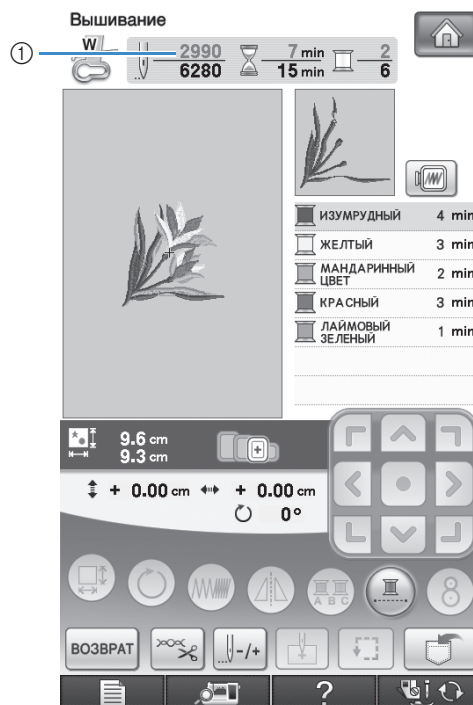 Вышивание
①
W
2990 7 min 2
6280 15 min 6
ИЗУМРУДНЫЙ 4 min
ЖЕЛТЫЙ 3 min
МАНДАРИННЫЙ ЦВЕТ 2 min
КРАСНЫЙ 3 min
ЛАЙМОВЫЙ ЗЕЛЕНЫЙ 1 min
9.6 cm
9.3 cm
+ 0.00 cm + 0.00 cm
0°
A B C
ВОЗВРАТ
-/+
?